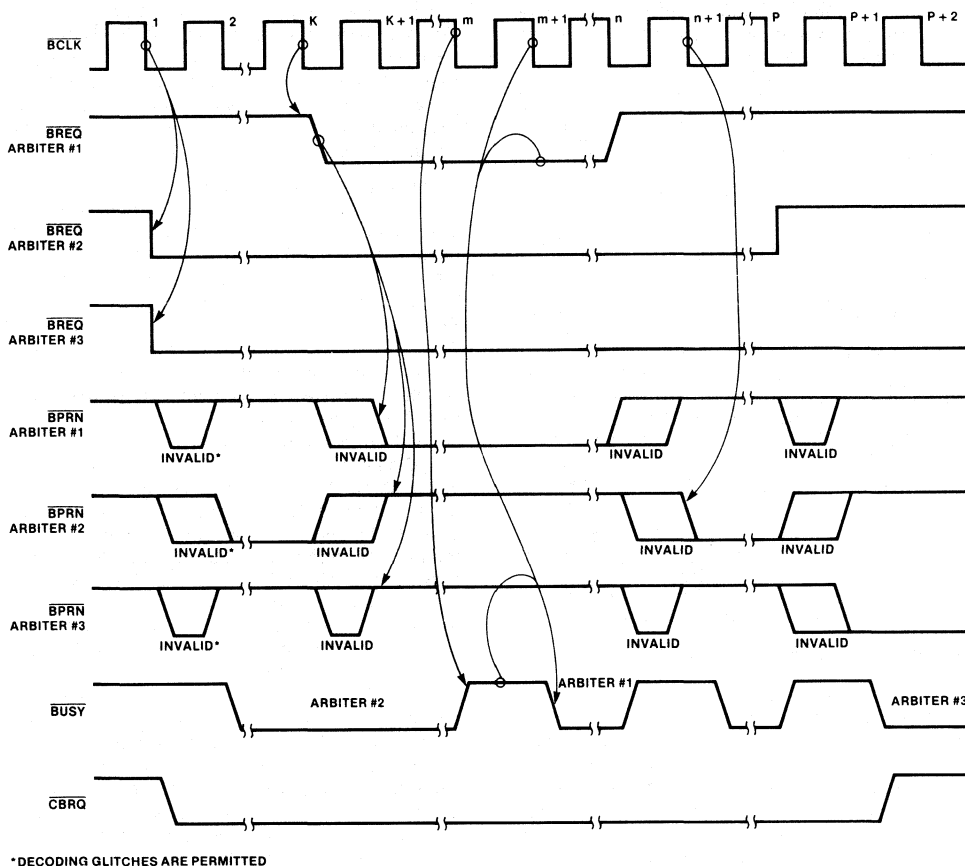 1 2 K K+1 m m+1 n n+1 P P+1 P+2
BCLK
BREQ
ARBITER #1
BREQ
ARBITER #2
BREQ
ARBITER #3
BPRN
ARBITER #1
INVALID* INVALID INVALID INVALID
BPRN
ARBITER #2
INVALID* INVALID INVALID INVALID
BPRN
ARBITER #3
INVALID* INVALID INVALID INVALID
BUSY
ARBITER #2 ARBITER #1 ARBITER #3
CBRQ
*DECODING GLITCHES ARE PERMITTED